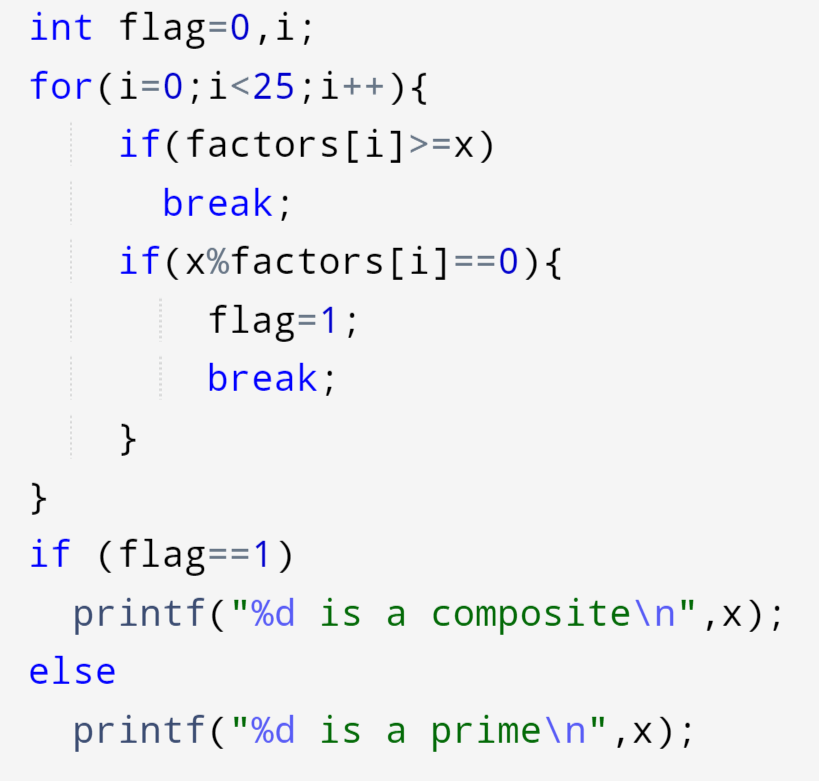 int flag=0,i;
for(i=0;i<25;i++){
    if(factors[i]>=x)
      break;
    if(x%factors[i]==0){
        flag=1;
        break;
    }
}
if (flag==1)
  printf("%d is a composite\n",x);
else
  printf("%d is a prime\n",x);